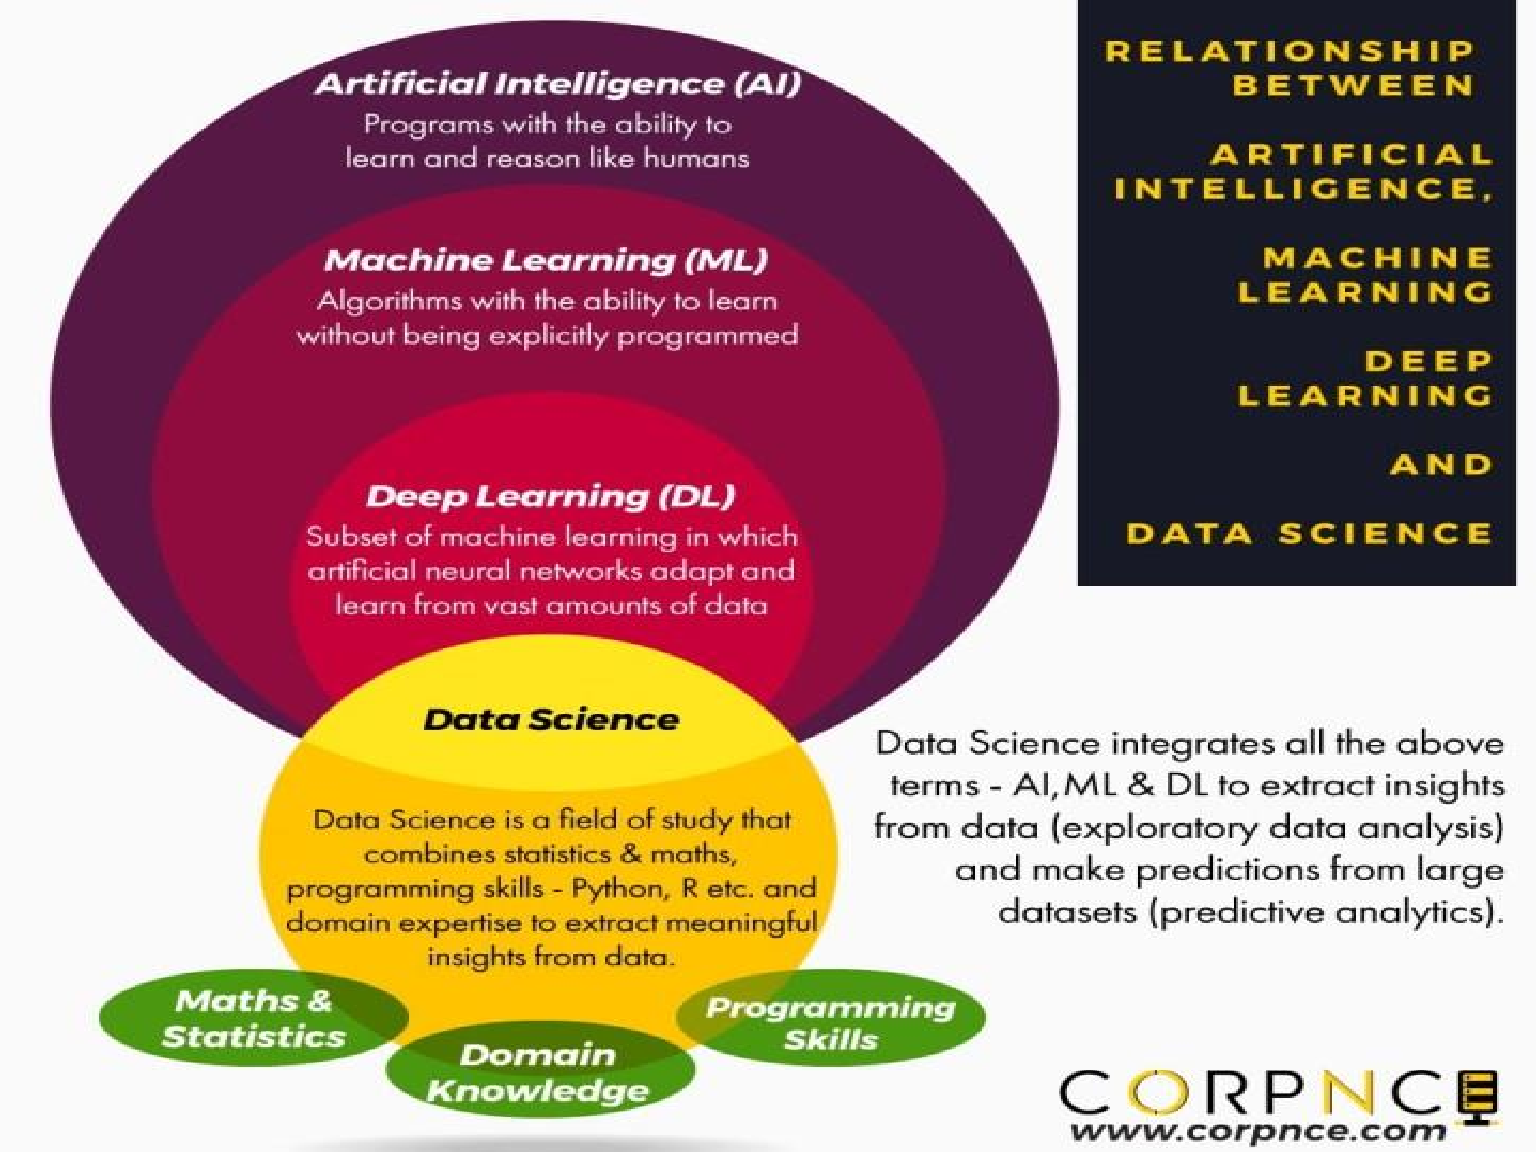 Artificial Intelligence (AI)
Programs with the ability to
learn and reason like humans
Machine Learning (ML)
Algorithms with the ability to learn
without being explicitly programmed
Deep Learning (DL)
Subset of machine learning in which
artificial neural networks adapt and
learn from vast amounts of data
Data Science
Data Science is a field of study that
combines statistics & maths,
programming skills - Python, R etc. and
domain expertise to extract meaningful
insights from data.
Maths &
Statistics
Domain
Knowledge
Programming
Skills
RELATIONSHIP
BETWEEN
ARTIFICIAL
INTELLIGENCE,
MACHINE
LEARNING
DEEP
LEARNING
AND
DATA SCIENCE
Data Science integrates all the above
terms - AI,ML & DL to extract insights
from data (exploratory data analysis)
and make predictions from large
datasets (predictive analytics).
CORPNCE
www.corpnce.com